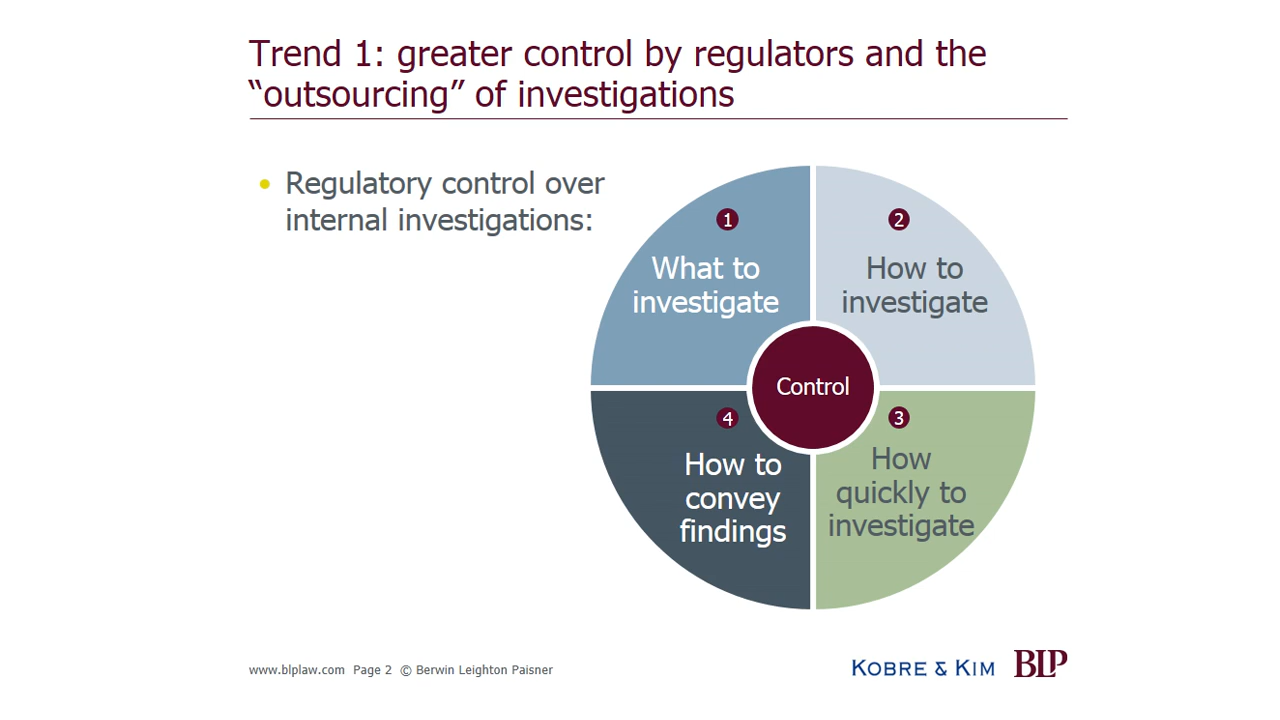 Trend 1: greater control by regulators and the
“outsourcing” of investigations
• Regulatory control over
internal investigations:
1
What to
investigate
2
How to
investigate
Control
3
How
quickly to
investigate
4
How to
convey
findings
www.blplaw.com Page 2 © Berwin Leighton Paisner
KOBRE & KIM
BLP